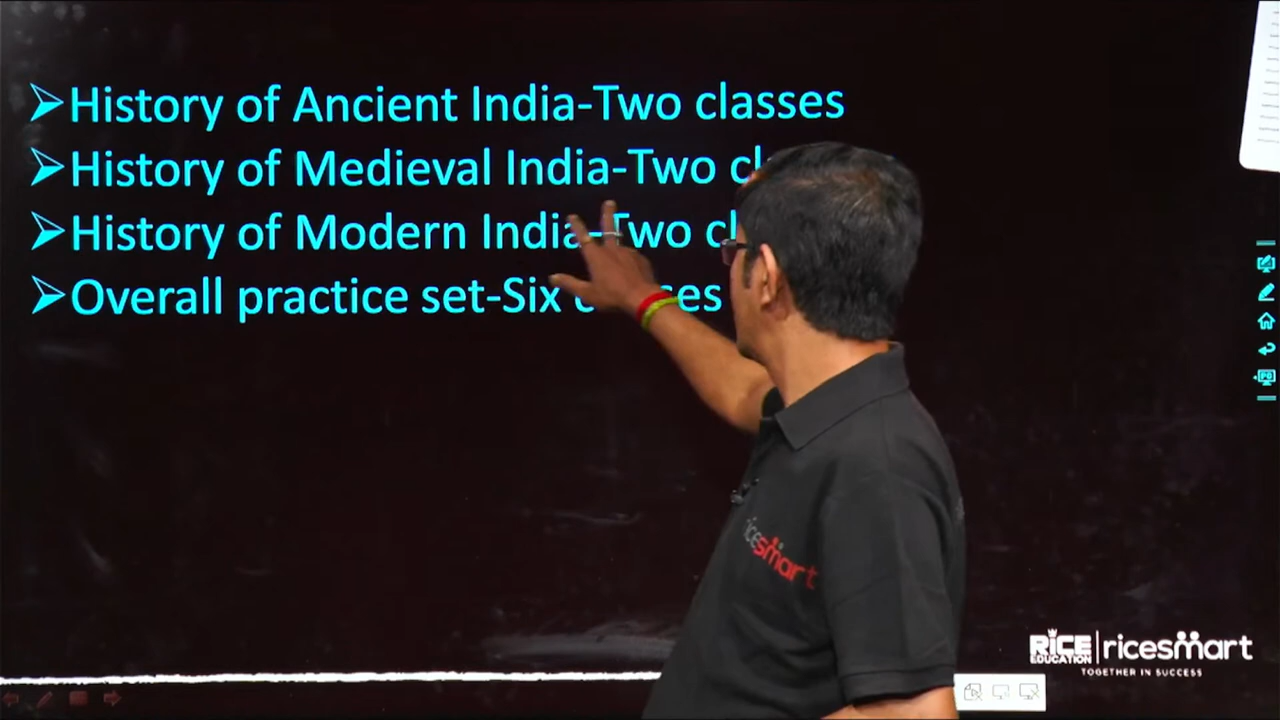 ➢History of Ancient India-Two classes
➢History of Medieval India-Two
➢History of Modern India-Two
➢Overall practice set-Six
ricesmart
RICE EDUCATION | ricesmart
TOGETHER IN SUCCESS